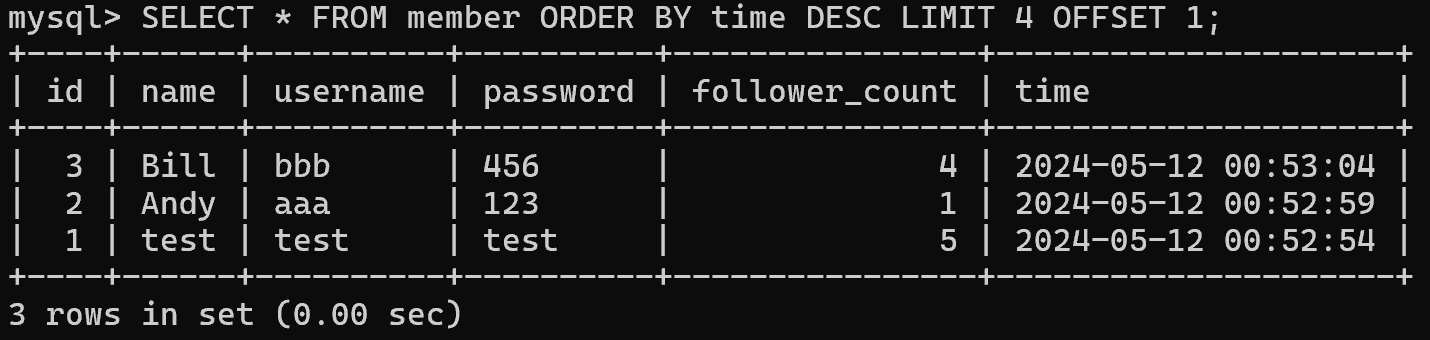 mysql> SELECT * FROM member ORDER BY time DESC LIMIT 4 OFFSET 1;
+----+------+----------+----------+----------------+---------------------+
| id | name | username | password | follower_count | time                |
+----+------+----------+----------+----------------+---------------------+
|  3 | Bill | bbb      | 456      |              4 | 2024-05-12 00:53:04 |
|  2 | Andy | aaa      | 123      |              1 | 2024-05-12 00:52:59 |
|  1 | test | test     | test     |              5 | 2024-05-12 00:52:54 |
+----+------+----------+----------+----------------+---------------------+
3 rows in set (0.00 sec)